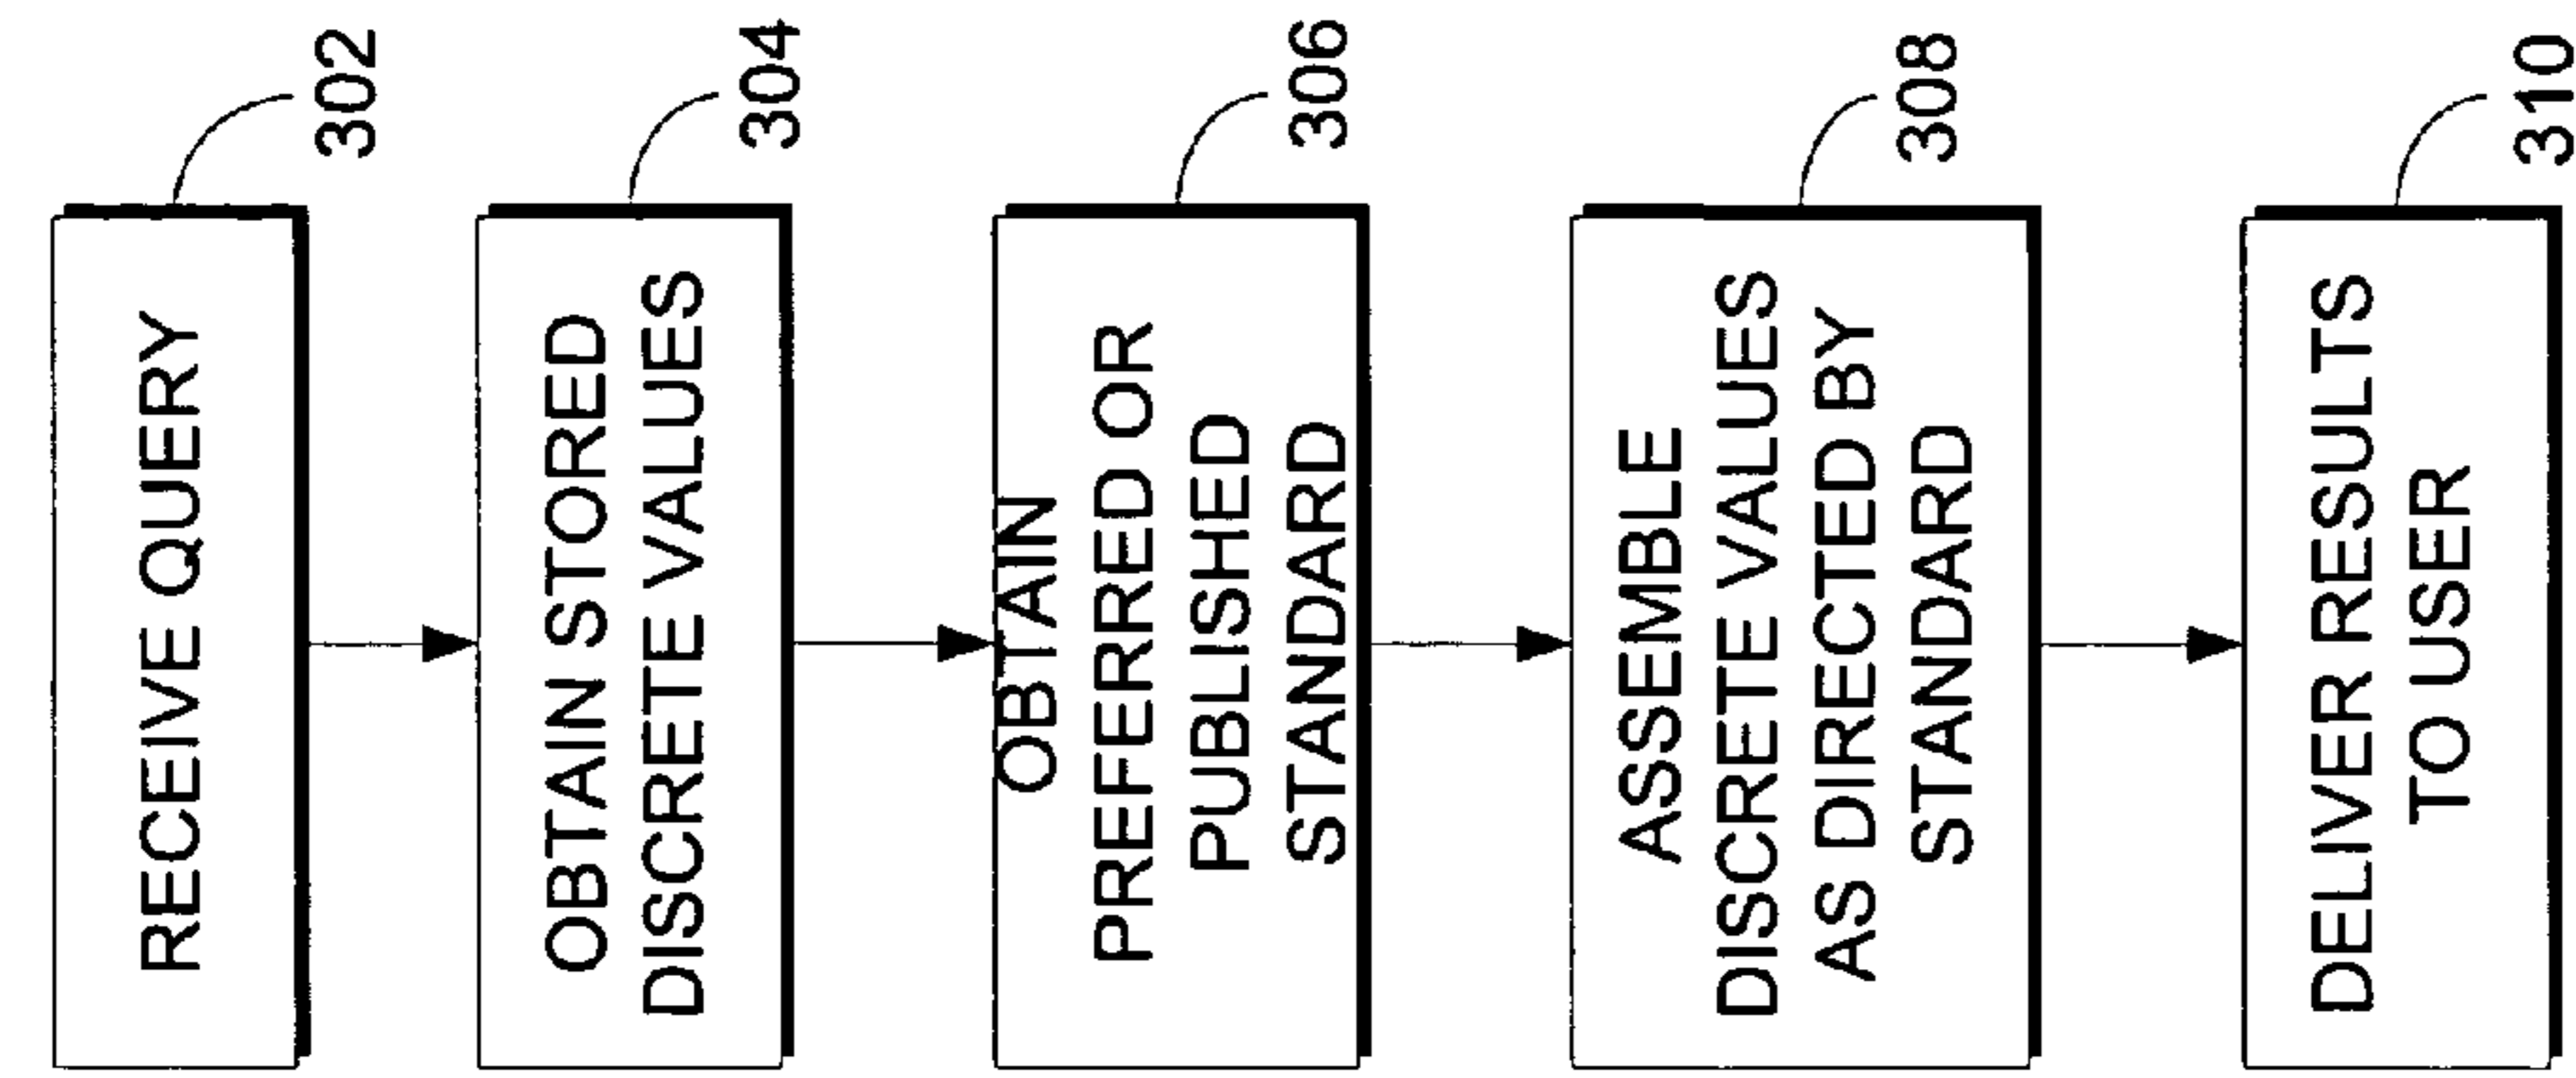 RECEIVE QUERY
302
OBTAIN STORED
DISCRETE VALUES
304
OBTAIN
PREFERRED OR
PUBLISHED
STANDARD
306
ASSEMBLE
DISCRETE VALUES
AS DIRECTED BY
STANDARD
308
DELIVER RESULTS
TO USER
310